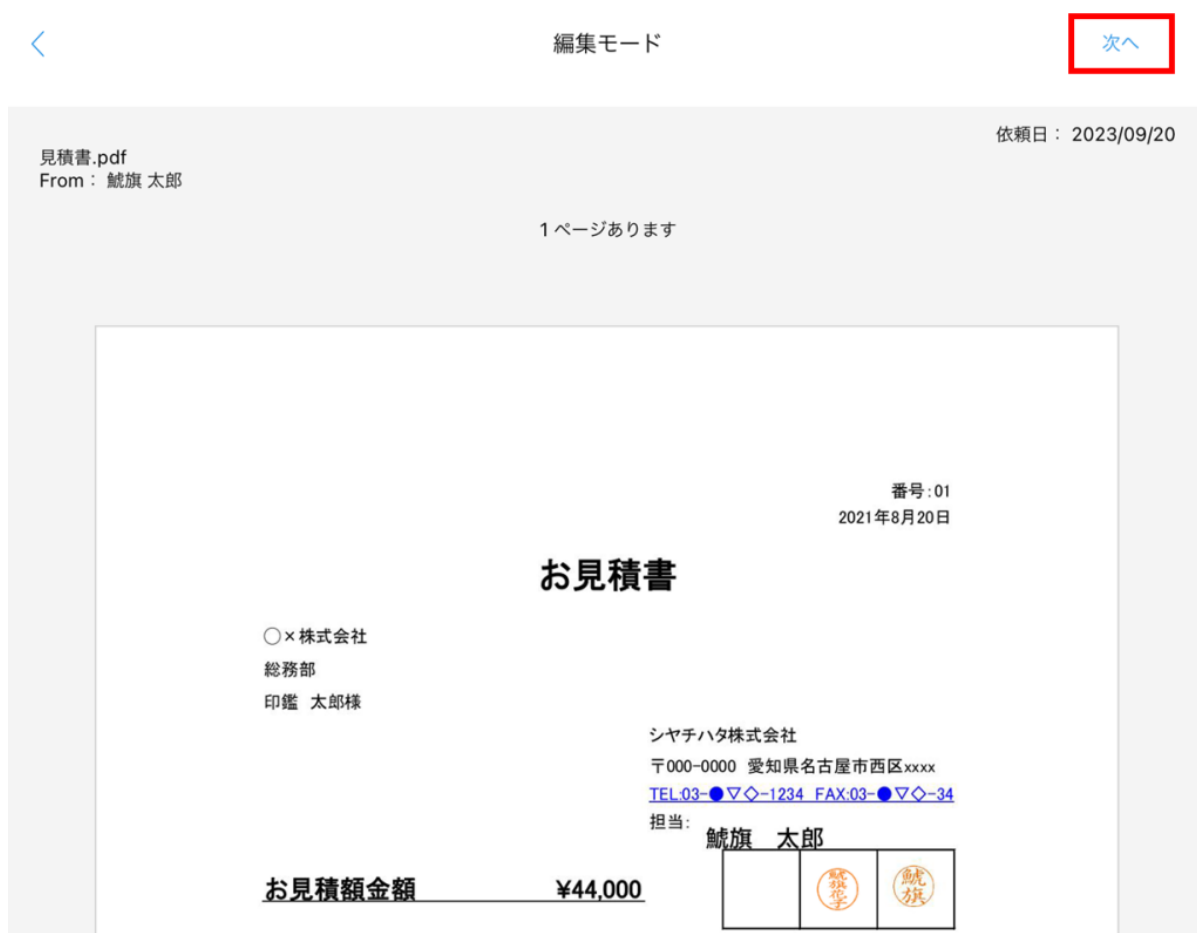 編集モード
次へ
依頼日： 2023/09/20
見積書.pdf
From： 鯱旗 太郎
1 ページあります
番号：01
2021年8月20日
お見積書
○×株式会社
総務部
印鑑　太郎様
シヤチハタ株式会社
〒000-0000 愛知県名古屋市西区xxxx
TEL:03-●▽◇-1234 FAX:03-●▽◇-34
担当:
鯱旗　太郎
お見積額金額 ¥44,000
鯱旗花子
鯱旗